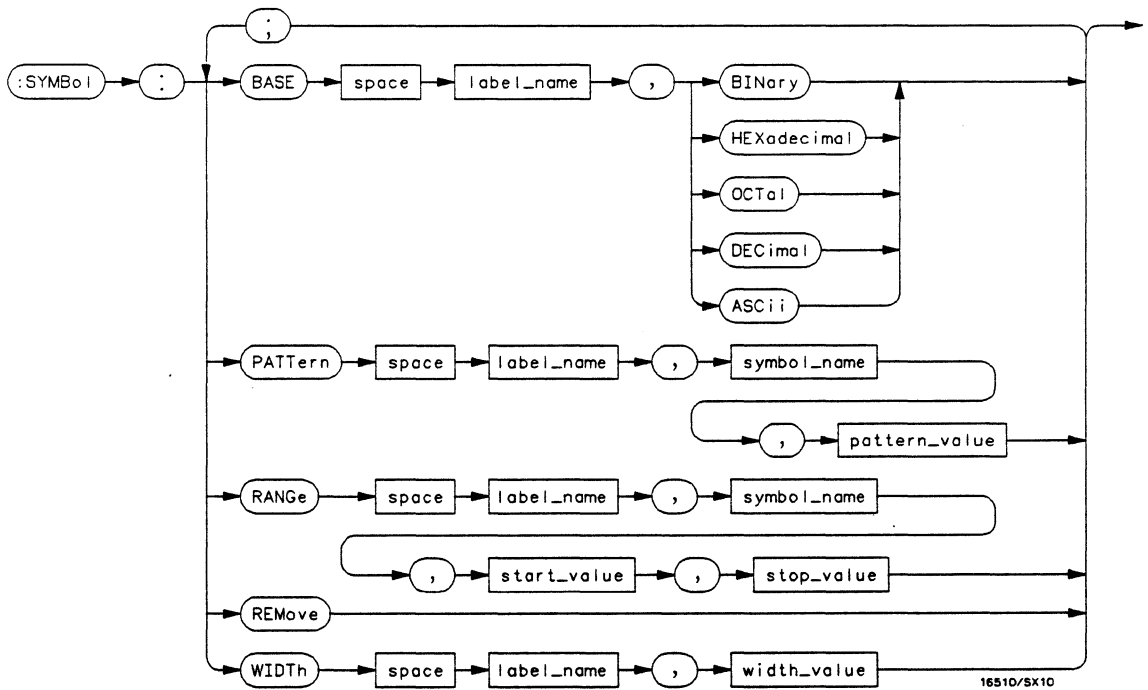 ;
:SYMBol : BASE space label_name , BINary
HEXadecimal
OCTal
DECimal
ASCii
PATTern space label_name , symbol_name
, pattern_value
RANGe space label_name , symbol_name
, start_value , stop_value
REMove
WIDTh space label_name , width_value
16510/SX10